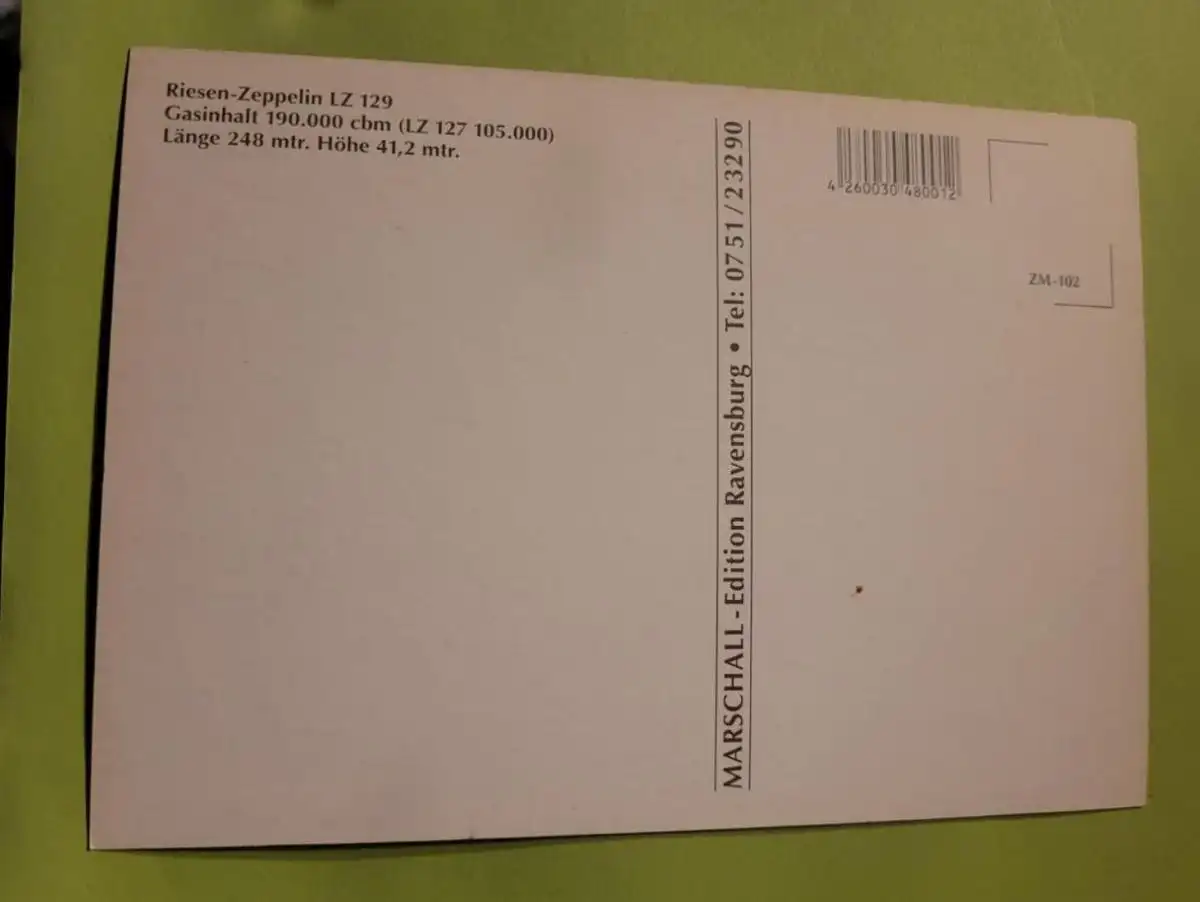 Riesen-Zeppelin LZ 129
Gasinhalt 190.000 cbm (LZ 127 105.000)
Länge 248 mtr. Höhe 41,2 mtr.
MARSCHALL - Edition Ravensburg • Tel: 0751/23290
4 260030 480012
ZM-102